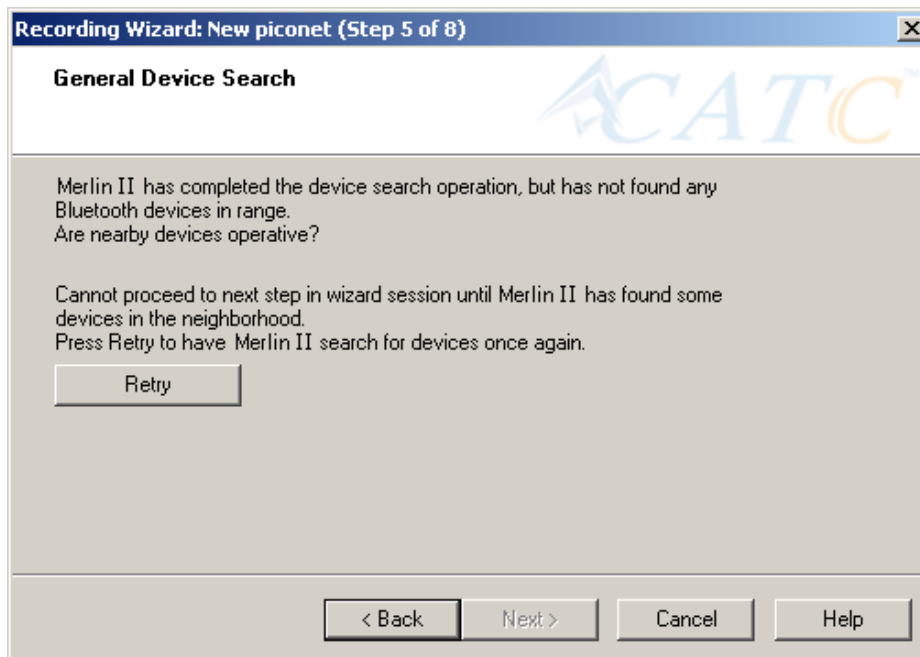 Recording Wizard: New piconet (Step 5 of 8)
General Device Search
CATC
Merlin II has completed the device search operation, but has not found any
Bluetooth devices in range.
Are nearby devices operative?
Cannot proceed to next step in wizard session until Merlin II has found some
devices in the neighborhood.
Press Retry to have Merlin II search for devices once again.
Retry
< Back
Next >
Cancel
Help